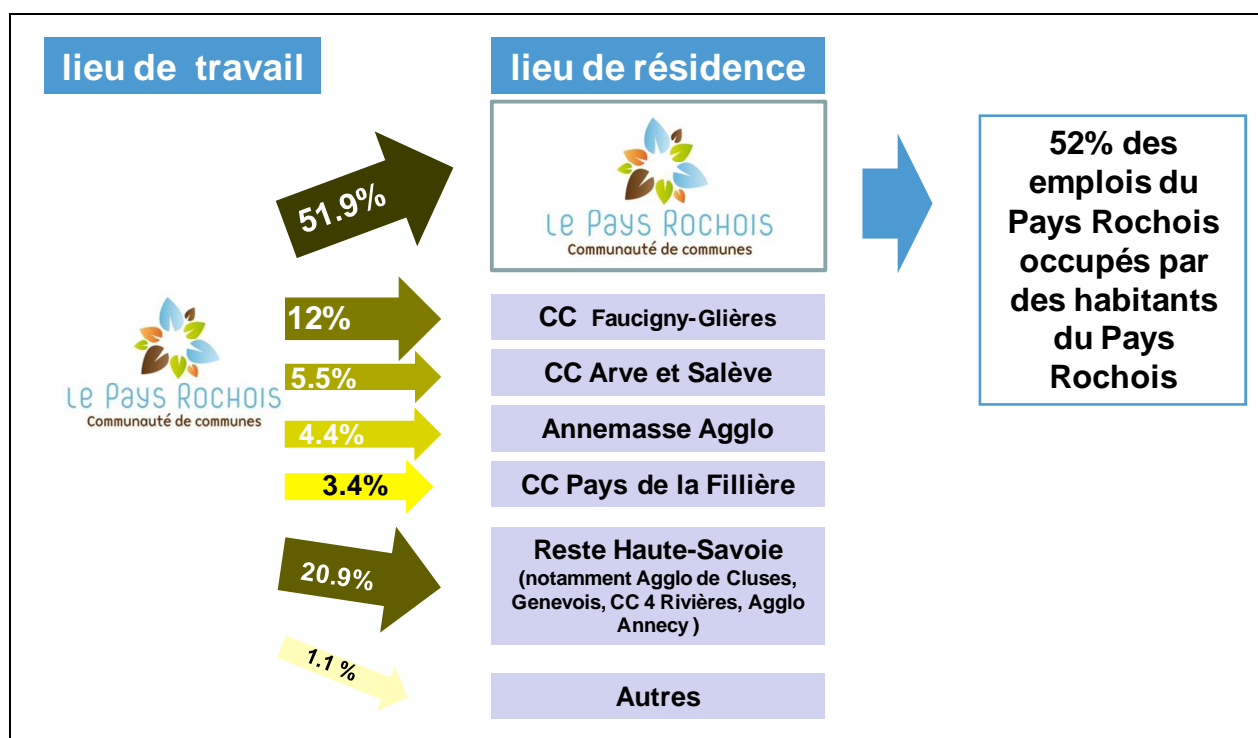 lieu de travail
lieu de résidence
51.9%
Le Pays Rochois
Communauté de communes
52% des
emplois du
Pays Rochois
occupés par
des habitants
du Pays
Rochois
Le Pays Rochois
Communauté de communes
12%
CC Faucigny-Glières
5.5%
CC Arve et Salève
4.4%
Annemasse Agglo
3.4%
CC Pays de la Fillière
20.9%
Reste Haute-Savoie
(notamment Agglo de Cluses,
Genevois, CC 4 Rivières, Agglo
Annecy )
1.1 %
Autres